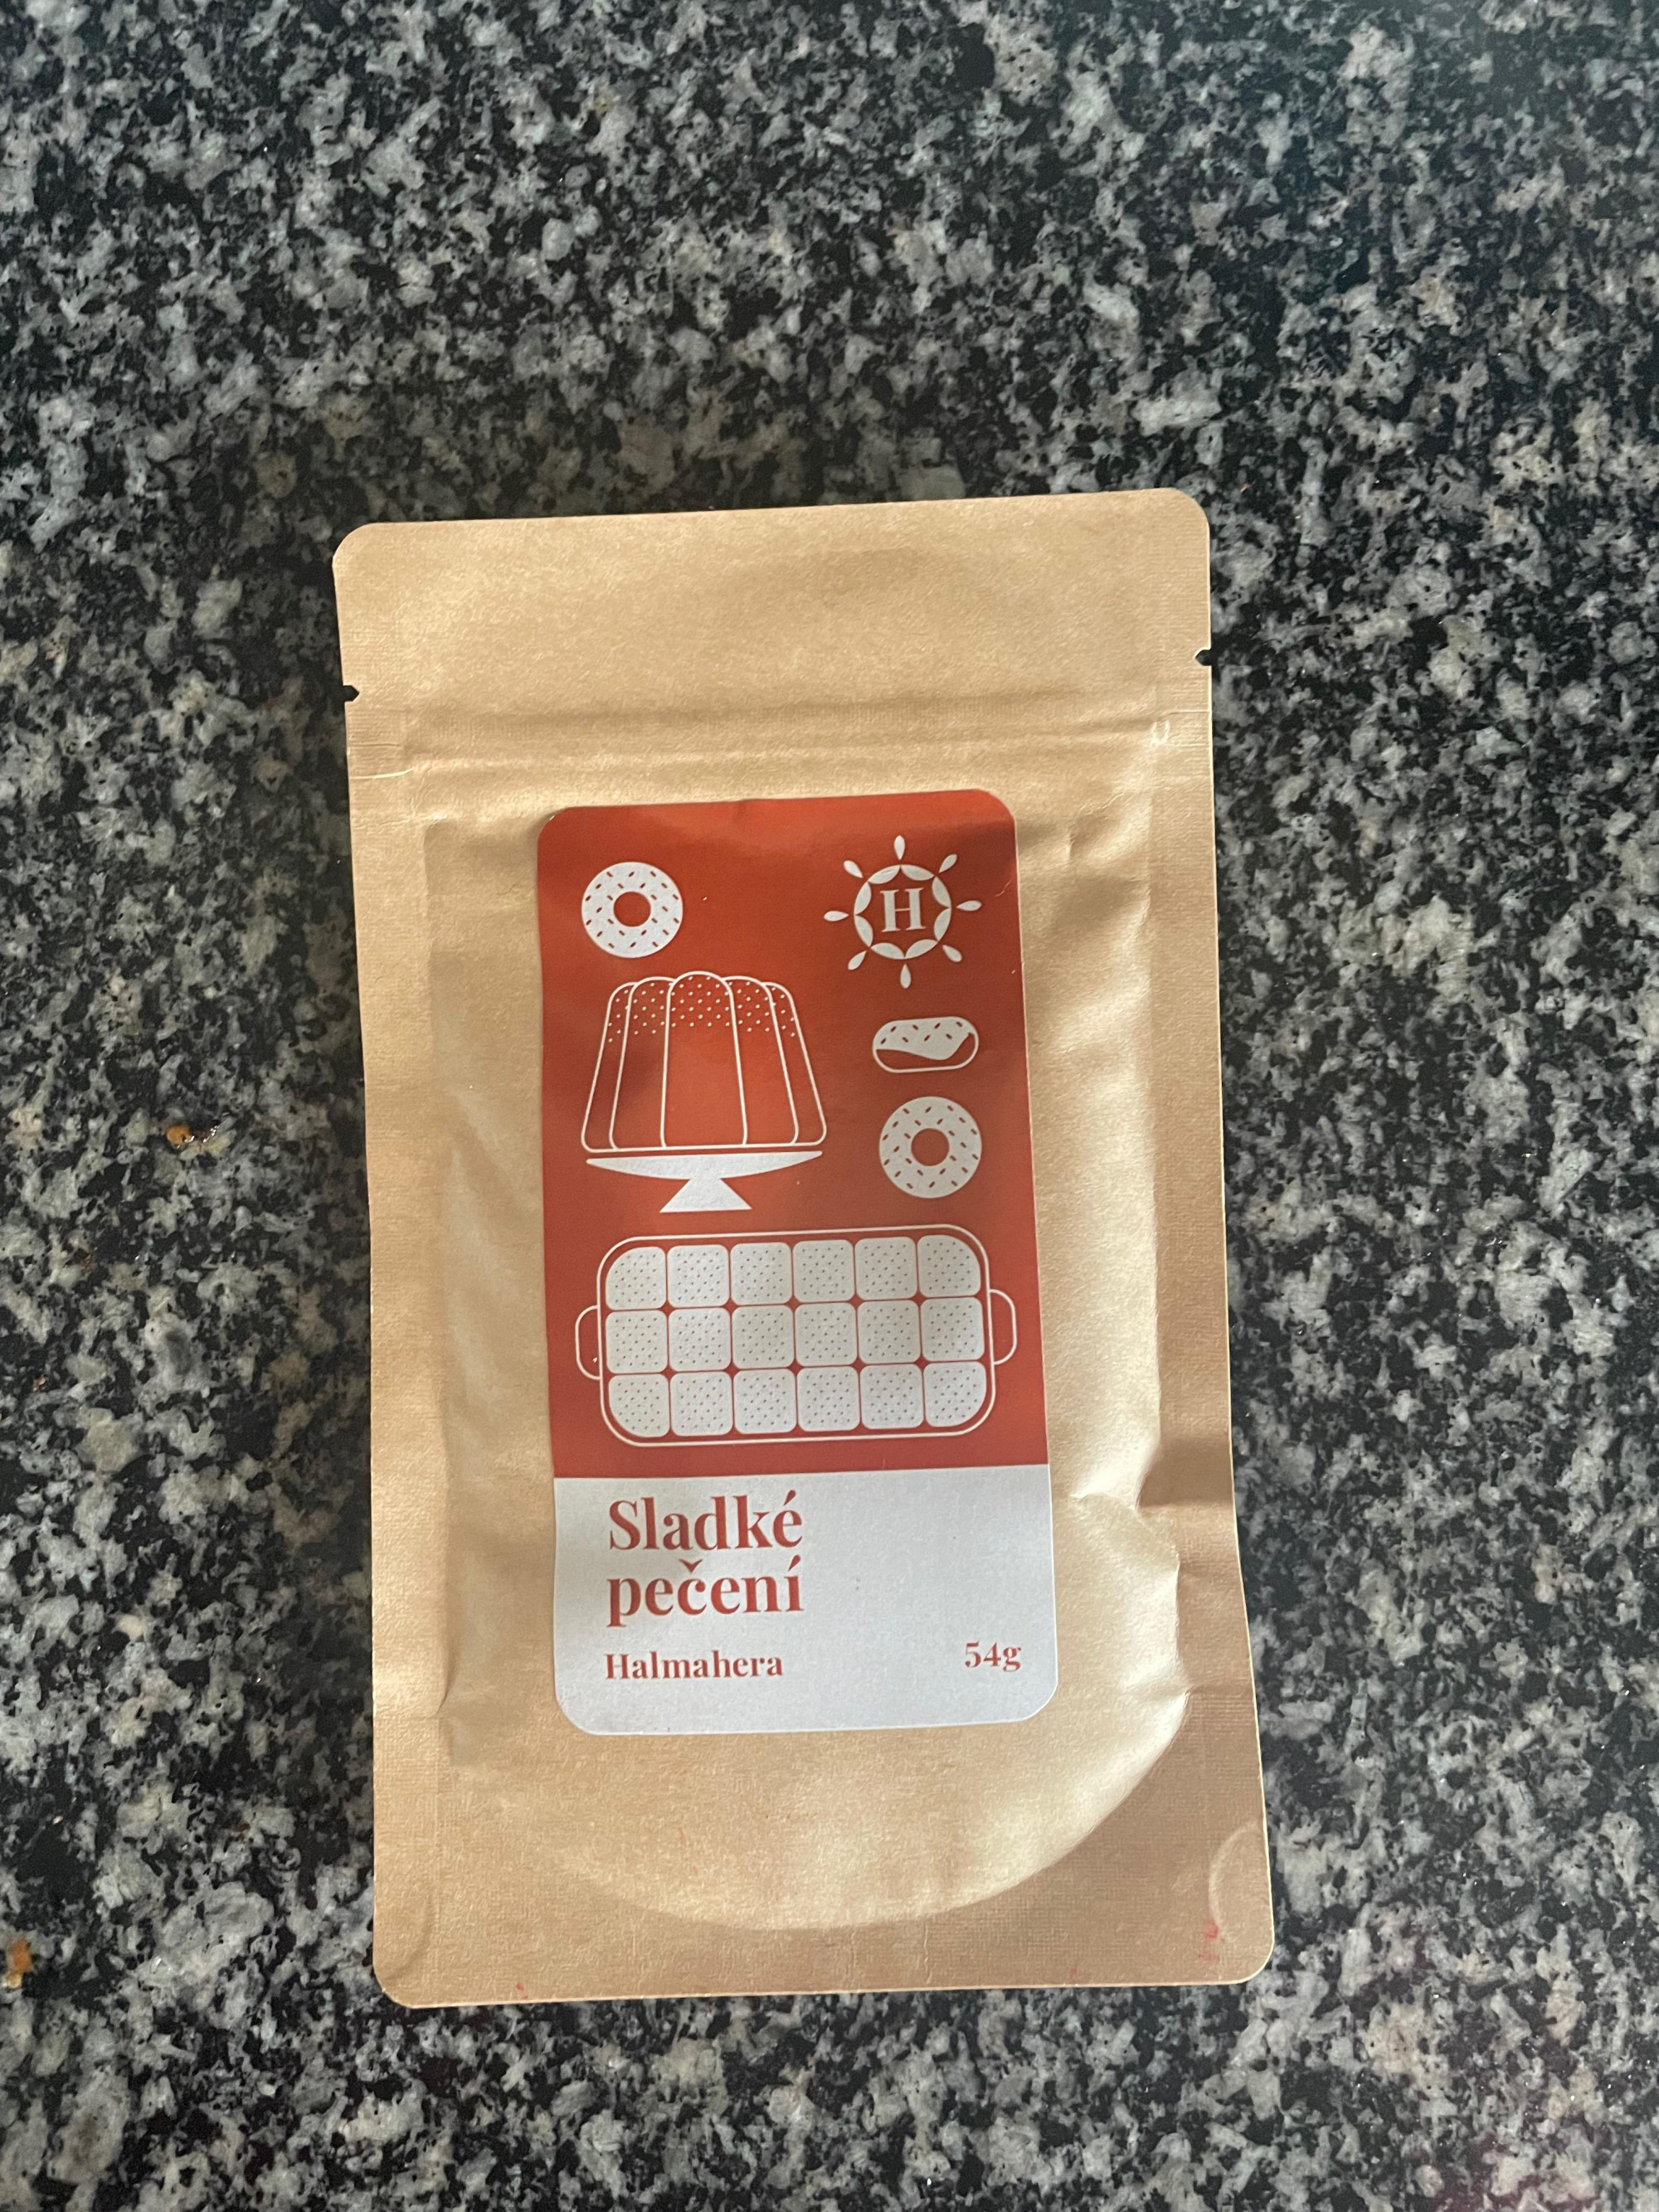 H
Sladké
pečení
Halmahera
54g